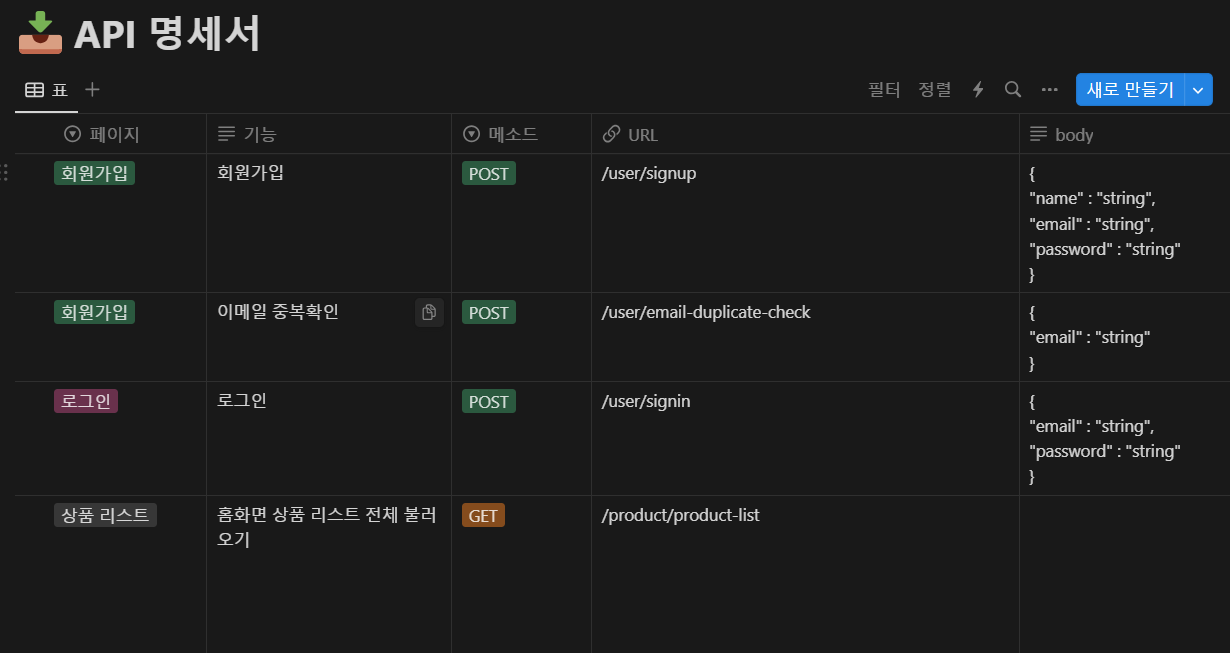 API 명세서
표
필터 정렬 새로 만들기
페이지 기능 메소드 URL body
회원가입 회원가입 POST /user/signup {
"name" : "string",
"email" : "string",
"password" : "string"
}
회원가입 이메일 중복확인 POST /user/email-duplicate-check {
"email" : "string"
}
로그인 로그인 POST /user/signin {
"email" : "string",
"password" : "string"
}
상품 리스트 홈화면 상품 리스트 전체 불러 GET /product/product-list
오기